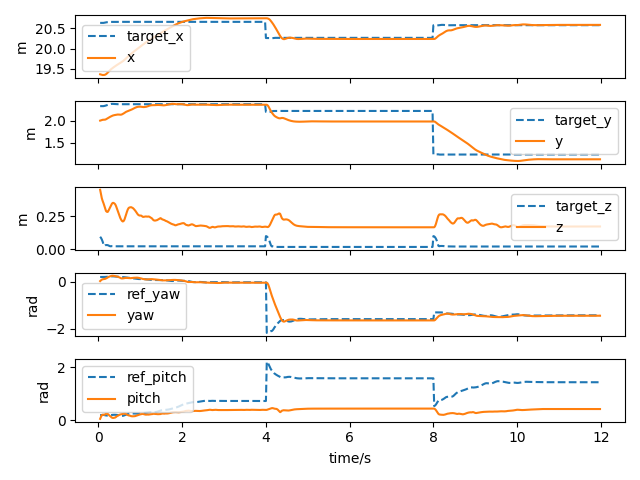 20.5
20.0
19.5
m
target_x
x
2.0
1.5
m
target_y
y
0.25
0.00
m
target_z
z
0
−2
rad
ref_yaw
yaw
2
0
rad
ref_pitch
pitch
0 2 4 6 8 10 12
time/s